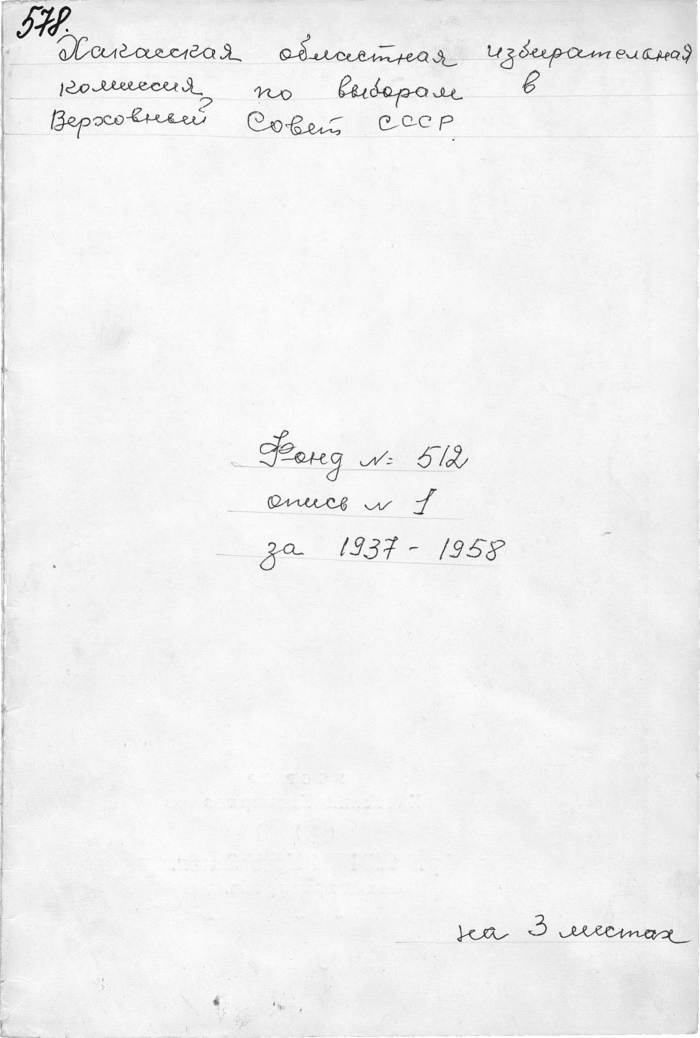 578.
Хакасская областная избирательная
комиссия по выборам в
Верховный Совет СССР
Фонд № 512
опись № 1
за 1937 - 1958
на 3 листах